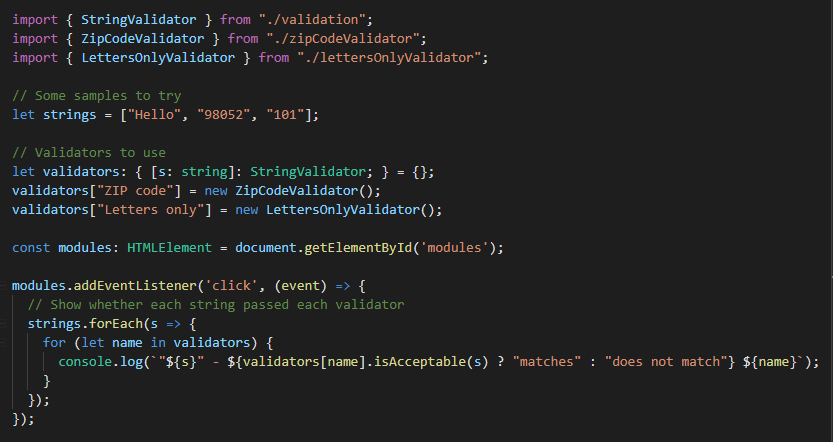 import { StringValidator } from "./validation";
import { ZipCodeValidator } from "./zipCodeValidator";
import { LettersOnlyValidator } from "./lettersOnlyValidator";
// Some samples to try
let strings = ["Hello", "98052", "101"];
// Validators to use
let validators: { [s: string]: StringValidator; } = {};
validators["ZIP code"] = new ZipCodeValidator();
validators["Letters only"] = new LettersOnlyValidator();
const modules: HTMLElement = document.getElementById('modules');
modules.addEventListener('click', (event) => {
  // Show whether each string passed each validator
  strings.forEach(s => {
    for (let name in validators) {
      console.log(`"${s}" - ${validators[name].isAcceptable(s) ? "matches" : "does not match"} ${name}`);
    }
  });
});